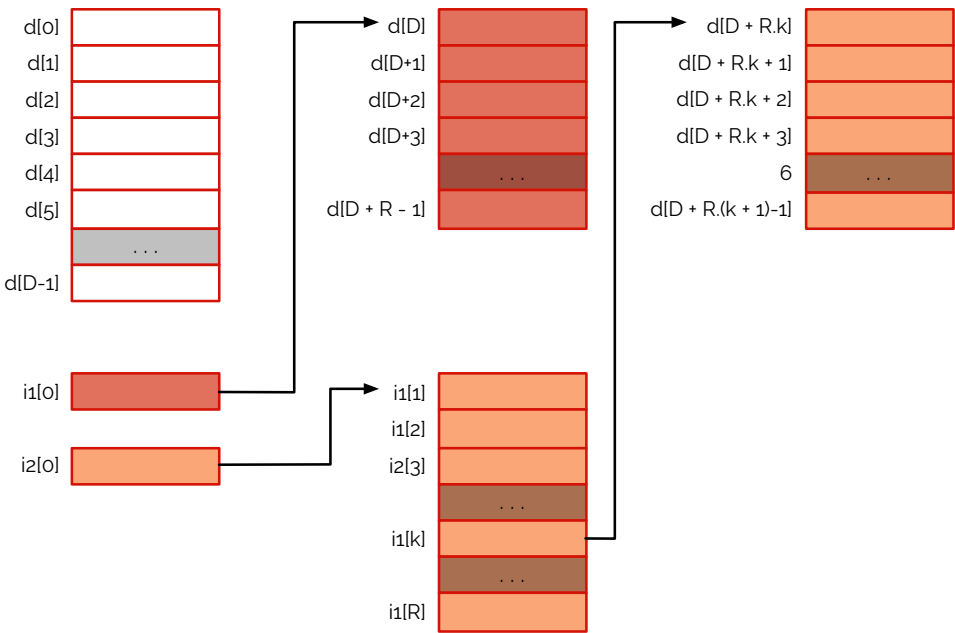 d[0]
d[1]
d[2]
d[3]
d[4]
d[5]
. . .
d[D-1]
i1[0]
i2[0]
d[D]
d[D+1]
d[D+2]
d[D+3]
. . .
d[D + R - 1]
i1[1]
i1[2]
i2[3]
. . .
i1[k]
. . .
i1[R]
d[D + R.k]
d[D + R.k + 1]
d[D + R.k + 2]
d[D + R.k + 3]
6
. . .
d[D + R.(k + 1)-1]